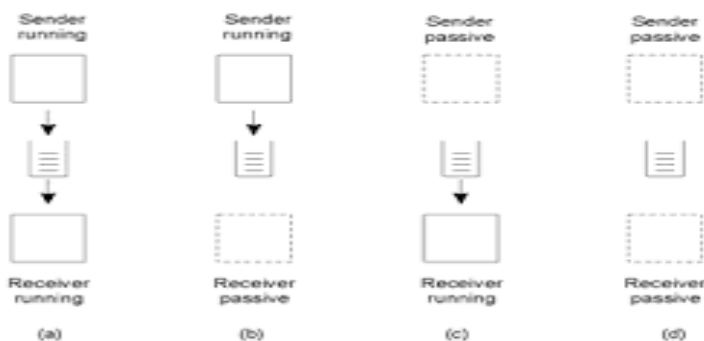 Sender
running
Sender
running
Sender
passive
Sender
passive
Receiver
running
Receiver
passive
Receiver
running
Receiver
passive
(a)
(b)
(c)
(d)